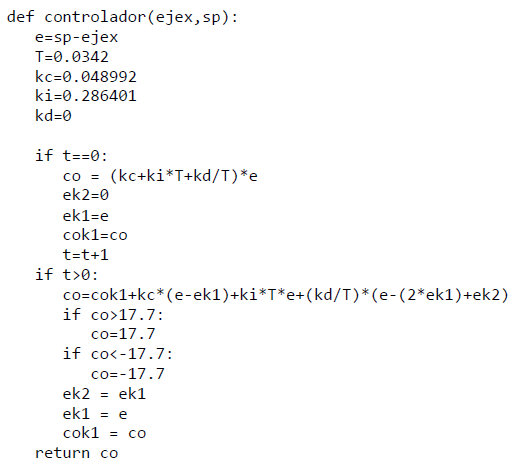 def controlador(ejex,sp):
   e=sp-ejex
   T=0.0342
   kc=0.048992
   ki=0.286401
   kd=0

   if t==0:
      co = (kc+ki*T+kd/T)*e
      ek2=0
      ek1=e
      cok1=co
      t=t+1
   if t>0:
      co=cok1+kc*(e-ek1)+ki*T*e+(kd/T)*(e-(2*ek1)+ek2)
      if co>17.7:
         co=17.7
      if co<-17.7:
         co=-17.7
      ek2 = ek1
      ek1 = e
      cok1 = co
   return co